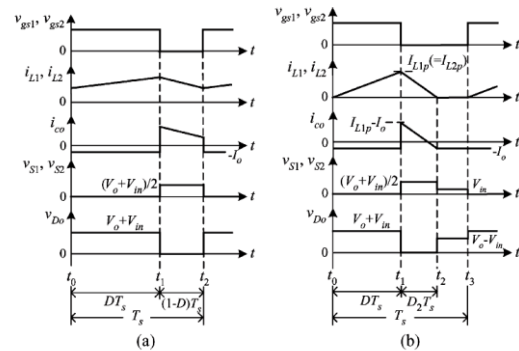 v_gs1, v_gs2
0
t
i_L1, i_L2
0
t
i_co
0
t
-I_o
v_S1, v_S2
(V_o+V_in)/2
0
t
v_Do
V_o+V_in
0
t
t_0
t_1
t_2
DT_s
(1-D)T_s
T_s
(a)
v_gs1, v_gs2
0
t
i_L1, i_L2
I_L1p(=I_L2p)
0
t
i_co
I_L1p-I_o
0
t
-I_o
v_S1, v_S2
(V_o+V_in)/2
V_in
0
t
v_Do
V_o+V_in
V_o-V_in
0
t
t_0
t_1
t_2
t_3
DT_s
D_2T_s
T_s
(b)